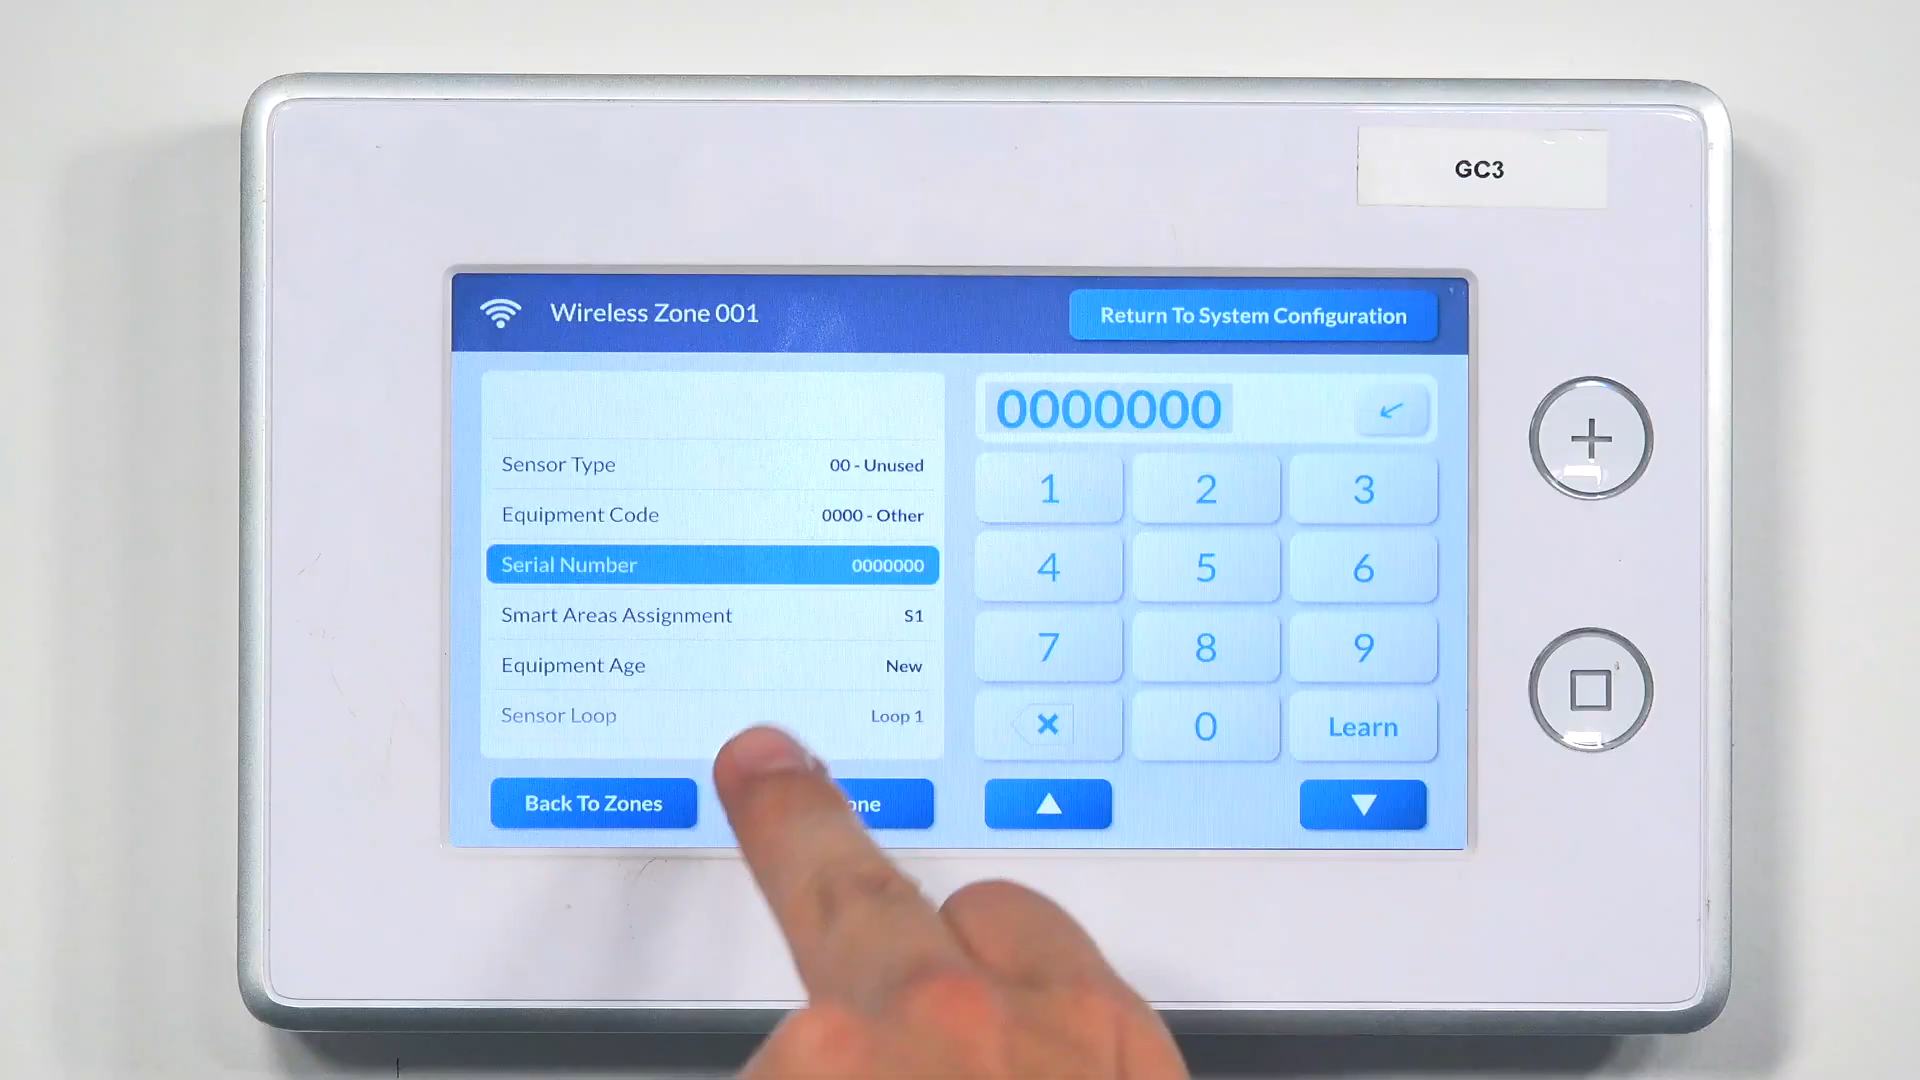 GC3
Wireless Zone 001
Return To System Configuration
0000000
Sensor Type 00 - Unused
Equipment Code 0000 - Other
Serial Number 0000000
Smart Areas Assignment S1
Equipment Age New
Sensor Loop Loop 1
1 2 3
4 5 6
7 8 9
0 Learn
Back To Zones